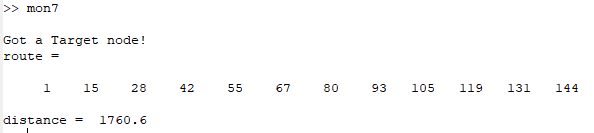 >> mon7
Got a Target node!
route =
1 15 28 42 55 67 80 93 105 119 131 144
distance = 1760.6